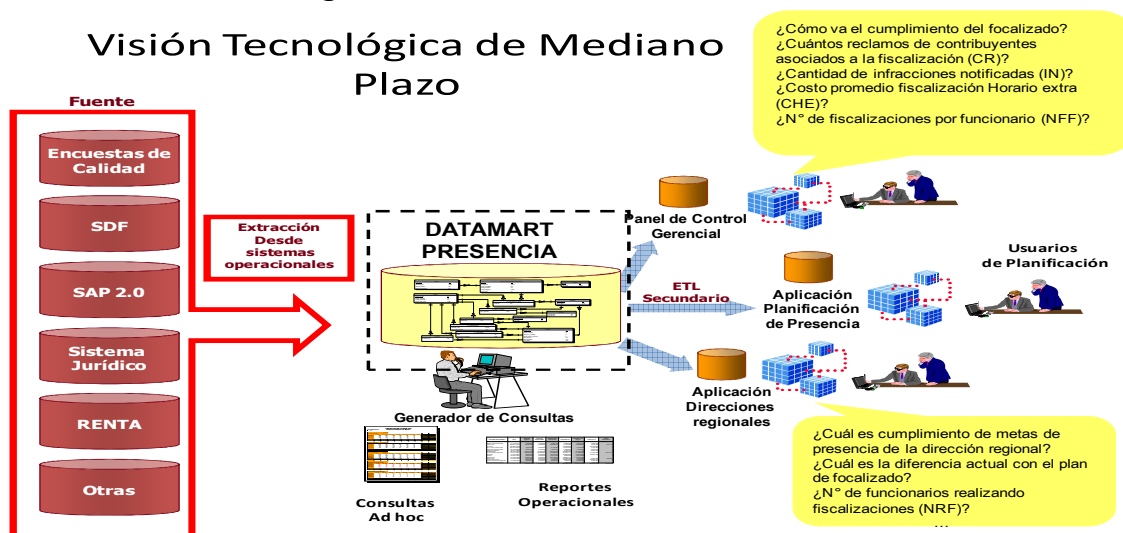 Visión Tecnológica de Mediano
Plazo
¿Cómo va el cumplimiento del focalizado?
¿Cuántos reclamos de contribuyentes
asociados a la fiscalización (CR)?
¿Cantidad de infracciones notificadas (IN)?
¿Costo promedio fiscalización Horario extra
(CHE)?
¿N° de fiscalizaciones por funcionario (NFF)?
Fuente
Encuestas de
Calidad
SDF
SAP 2.0
Sistema
Jurídico
RENTA
Otras
Extracción
Desde
sistemas
operacionales
DATAMART
PRESENCIA
Generador de Consultas
Consultas
Ad hoc
Reportes
Operacionales
ETL
Secundario
Panel de Control
Gerencial
Aplicación
Planificación
de Presencia
Aplicación
Direcciones
regionales
Usuarios
de Planificación
¿Cuál es cumplimiento de metas de
presencia de la dirección regional?
¿Cuál es la diferencia actual con el plan
de focalizado?
¿N° de funcionarios realizando
fiscalizaciones (NRF)?
...